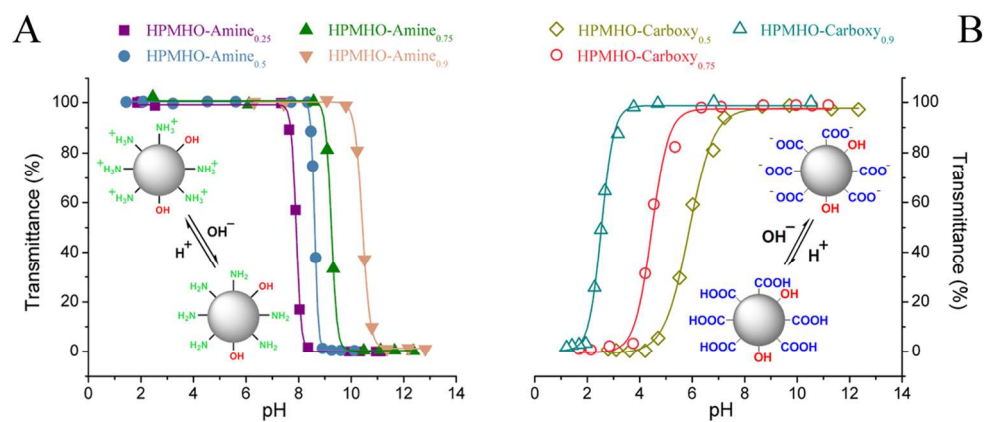 A
HPMHO-Amine0.25
HPMHO-Amine0.75
HPMHO-Amine0.5
HPMHO-Amine0.9
Transmittance (%)
100
80
60
40
20
0
0 2 4 6 8 10 12 14
pH
NH3+
OH
+H3N
NH3+
+H3N
+H3N
NH3+
OH
OH−
H+
NH2
H2N
OH
H2N
NH2
H2N
NH2
OH
B
HPMHO-Carboxy0.5
HPMHO-Carboxy0.9
HPMHO-Carboxy0.75
Transmittance (%)
100
80
60
40
20
0
0 2 4 6 8 10 12 14
pH
COO−
−OOC
OH
−OOC
COO−
−OOC
COO−
OH
OH−
H+
COOH
HOOC
OH
HOOC
COOH
HOOC
COOH
OH